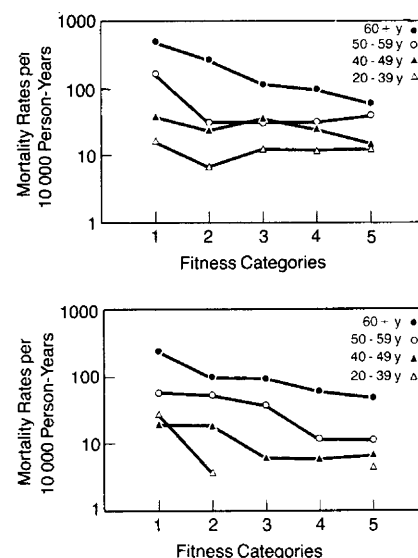 1000
100
10
1
Mortality Rates per
10 000 Person-Years
60 + y
50 - 59 y
40 - 49 y
20 - 39 y
1 2 3 4 5
Fitness Categories
1000
100
10
1
Mortality Rates per
10 000 Person-Years
60 + y
50 - 59 y
40 - 49 y
20 - 39 y
1 2 3 4 5
Fitness Categories